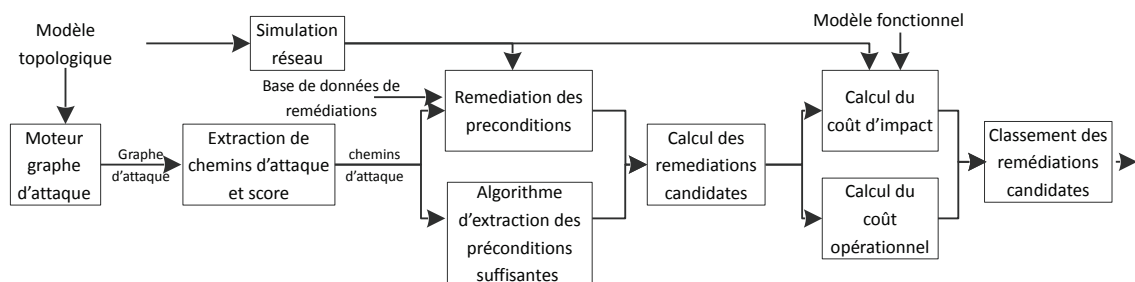 Modèle
topologique
Simulation
réseau
Modèle fonctionnel
Base de données de
remédiations
Remediation des
preconditions
Calcul du
coût d'impact
Moteur
graphe
d'attaque
Graphe
d'attaque
Extraction de
chemins d'attaque
et score
chemins
d'attaque
Calcul des
remediations
candidates
Classement des
remédiations
candidates
Algorithme
d'extraction des
préconditions
suffisantes
Calcul du
coût
opérationnel